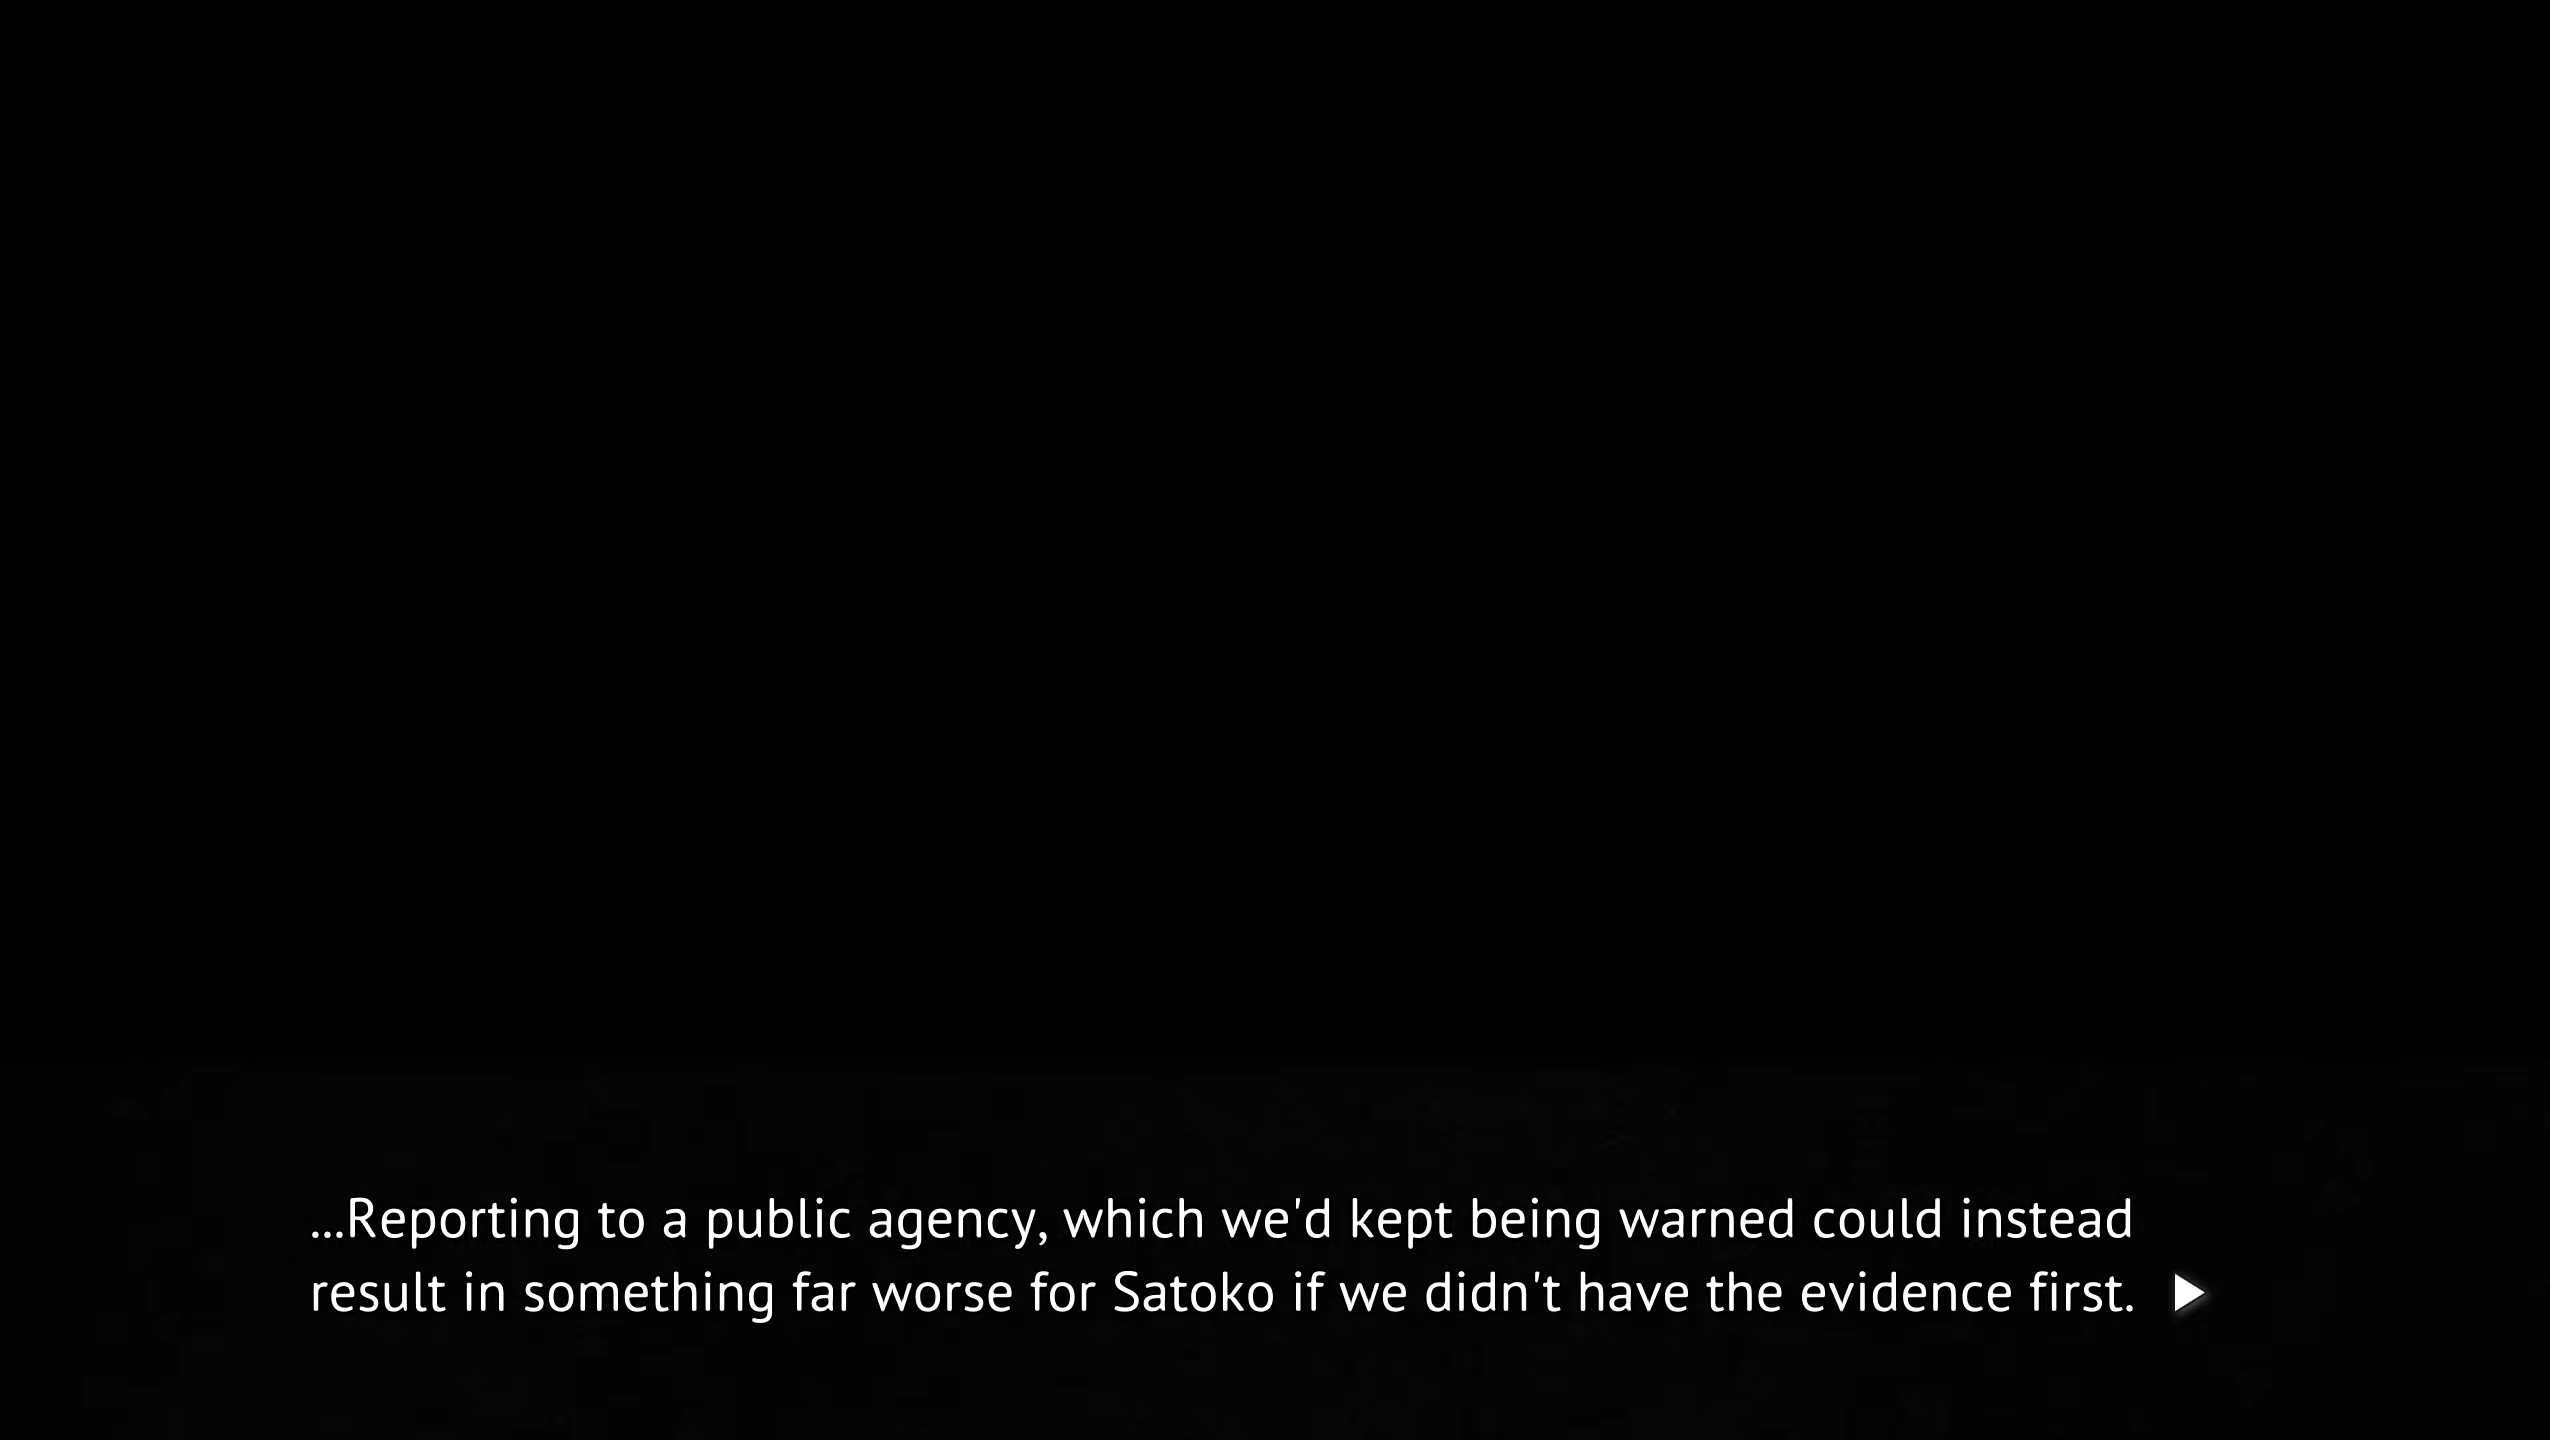 ...Reporting to a public agency, which we'd kept being warned could instead
result in something far worse for Satoko if we didn't have the evidence first.